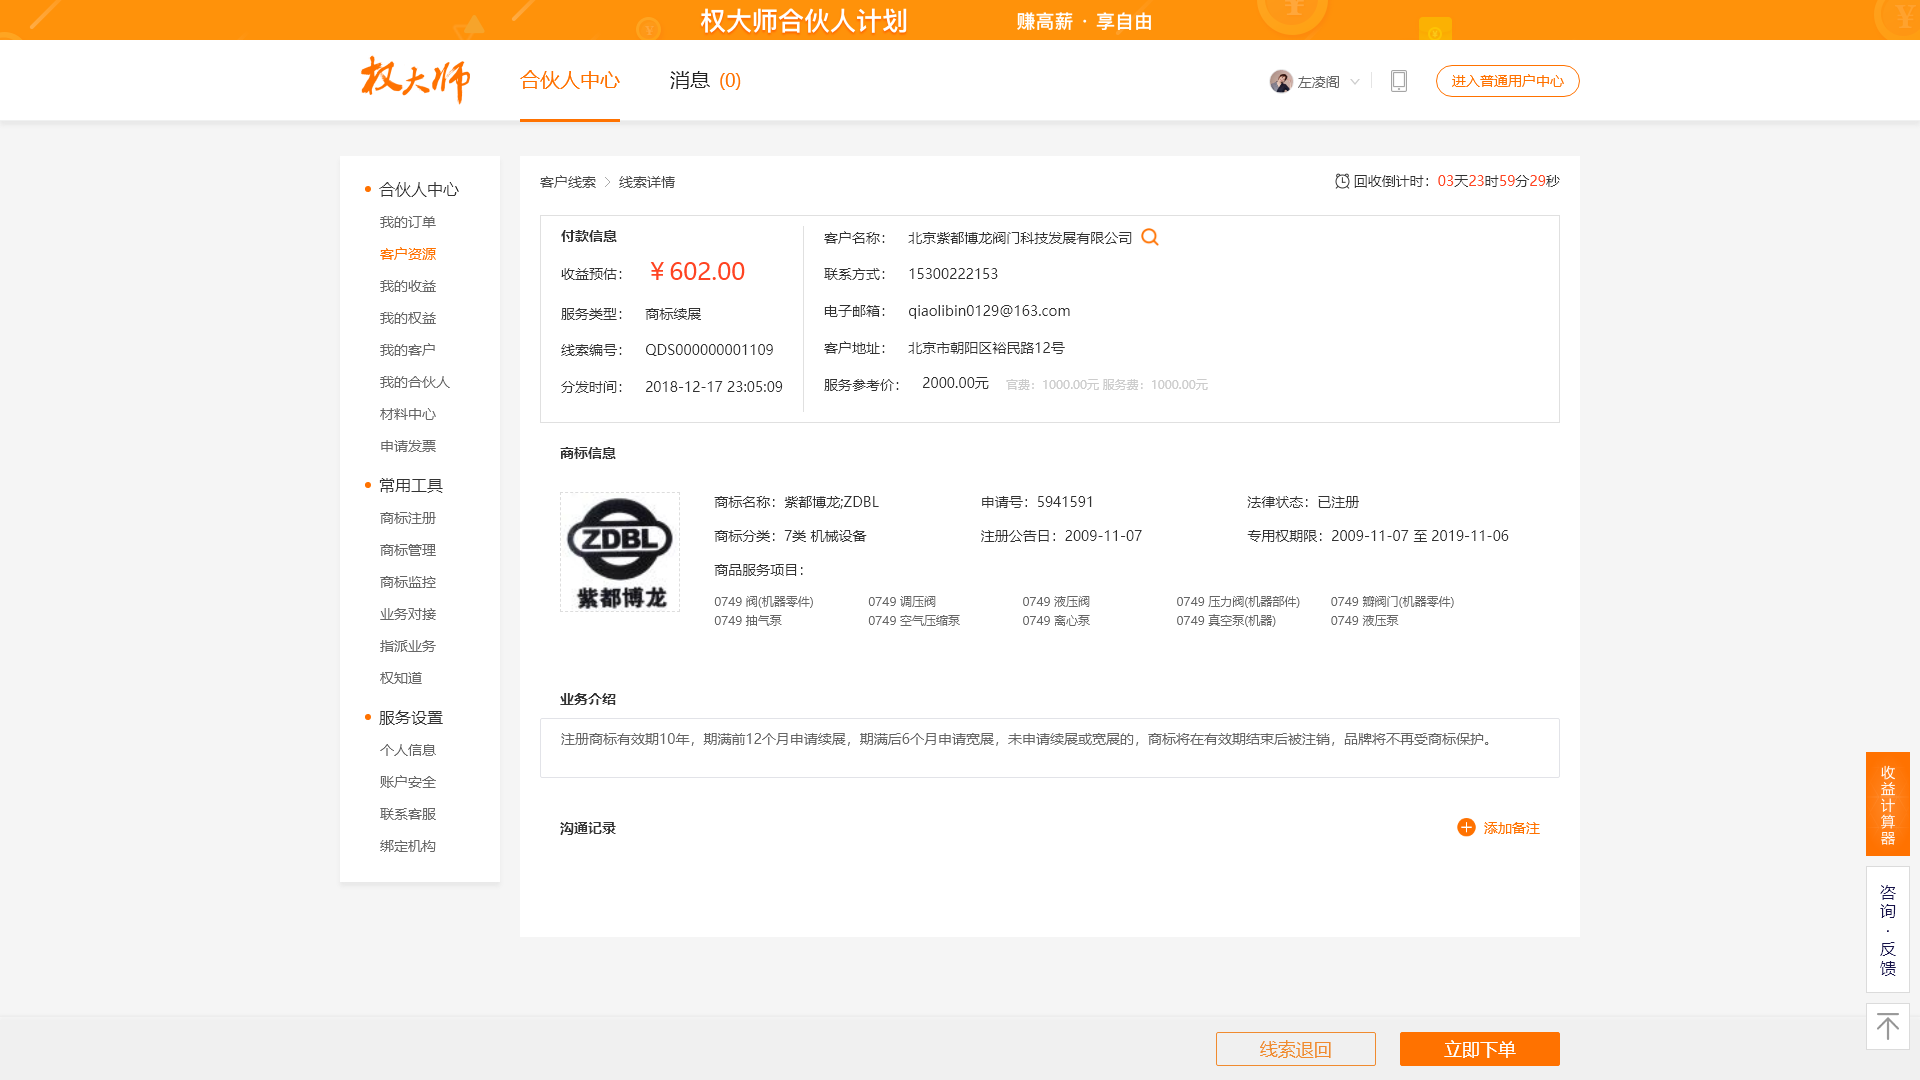 权大师合伙人计划 赚高薪 · 享自由
权大师 合伙人中心 消息 (0) 左凌阁 进入普通用户中心
合伙人中心
我的订单
客户资源
我的收益
我的权益
我的客户
我的合伙人
材料中心
申请发票
常用工具
商标注册
商标管理
商标监控
业务对接
指派业务
权知道
服务设置
个人信息
账户安全
联系客服
绑定机构
客户线索 > 线索详情 回收倒计时：03天23时59分29秒
付款信息
收益预估： ¥ 602.00
服务类型： 商标续展
线索编号： QDS000000001109
分发时间： 2018-12-17 23:05:09
客户名称： 北京紫都博龙阀门科技发展有限公司
联系方式： 15300222153
电子邮箱： qiaolibin0129@163.com
客户地址： 北京市朝阳区裕民路12号
服务参考价： 2000.00元 官费：1000.00元 服务费：1000.00元
商标信息
ZDBL
紫都博龙
商标名称：紫都博龙;ZDBL 申请号：5941591 法律状态：已注册
商标分类：7类 机械设备 注册公告日：2009-11-07 专用权期限：2009-11-07 至 2019-11-06
商品服务项目：
0749 阀(机器零件) 0749 调压阀 0749 液压阀 0749 压力阀(机器部件) 0749 瓣阀门(机器零件)
0749 抽气泵 0749 空气压缩泵 0749 离心泵 0749 真空泵(机器) 0749 液压泵
业务介绍
注册商标有效期10年，期满前12个月申请续展，期满后6个月申请宽展，未申请续展或宽展的，商标将在有效期结束后被注销，品牌将不再受商标保护。
沟通记录 添加备注
收益计算器
咨询·反馈
线索退回 立即下单